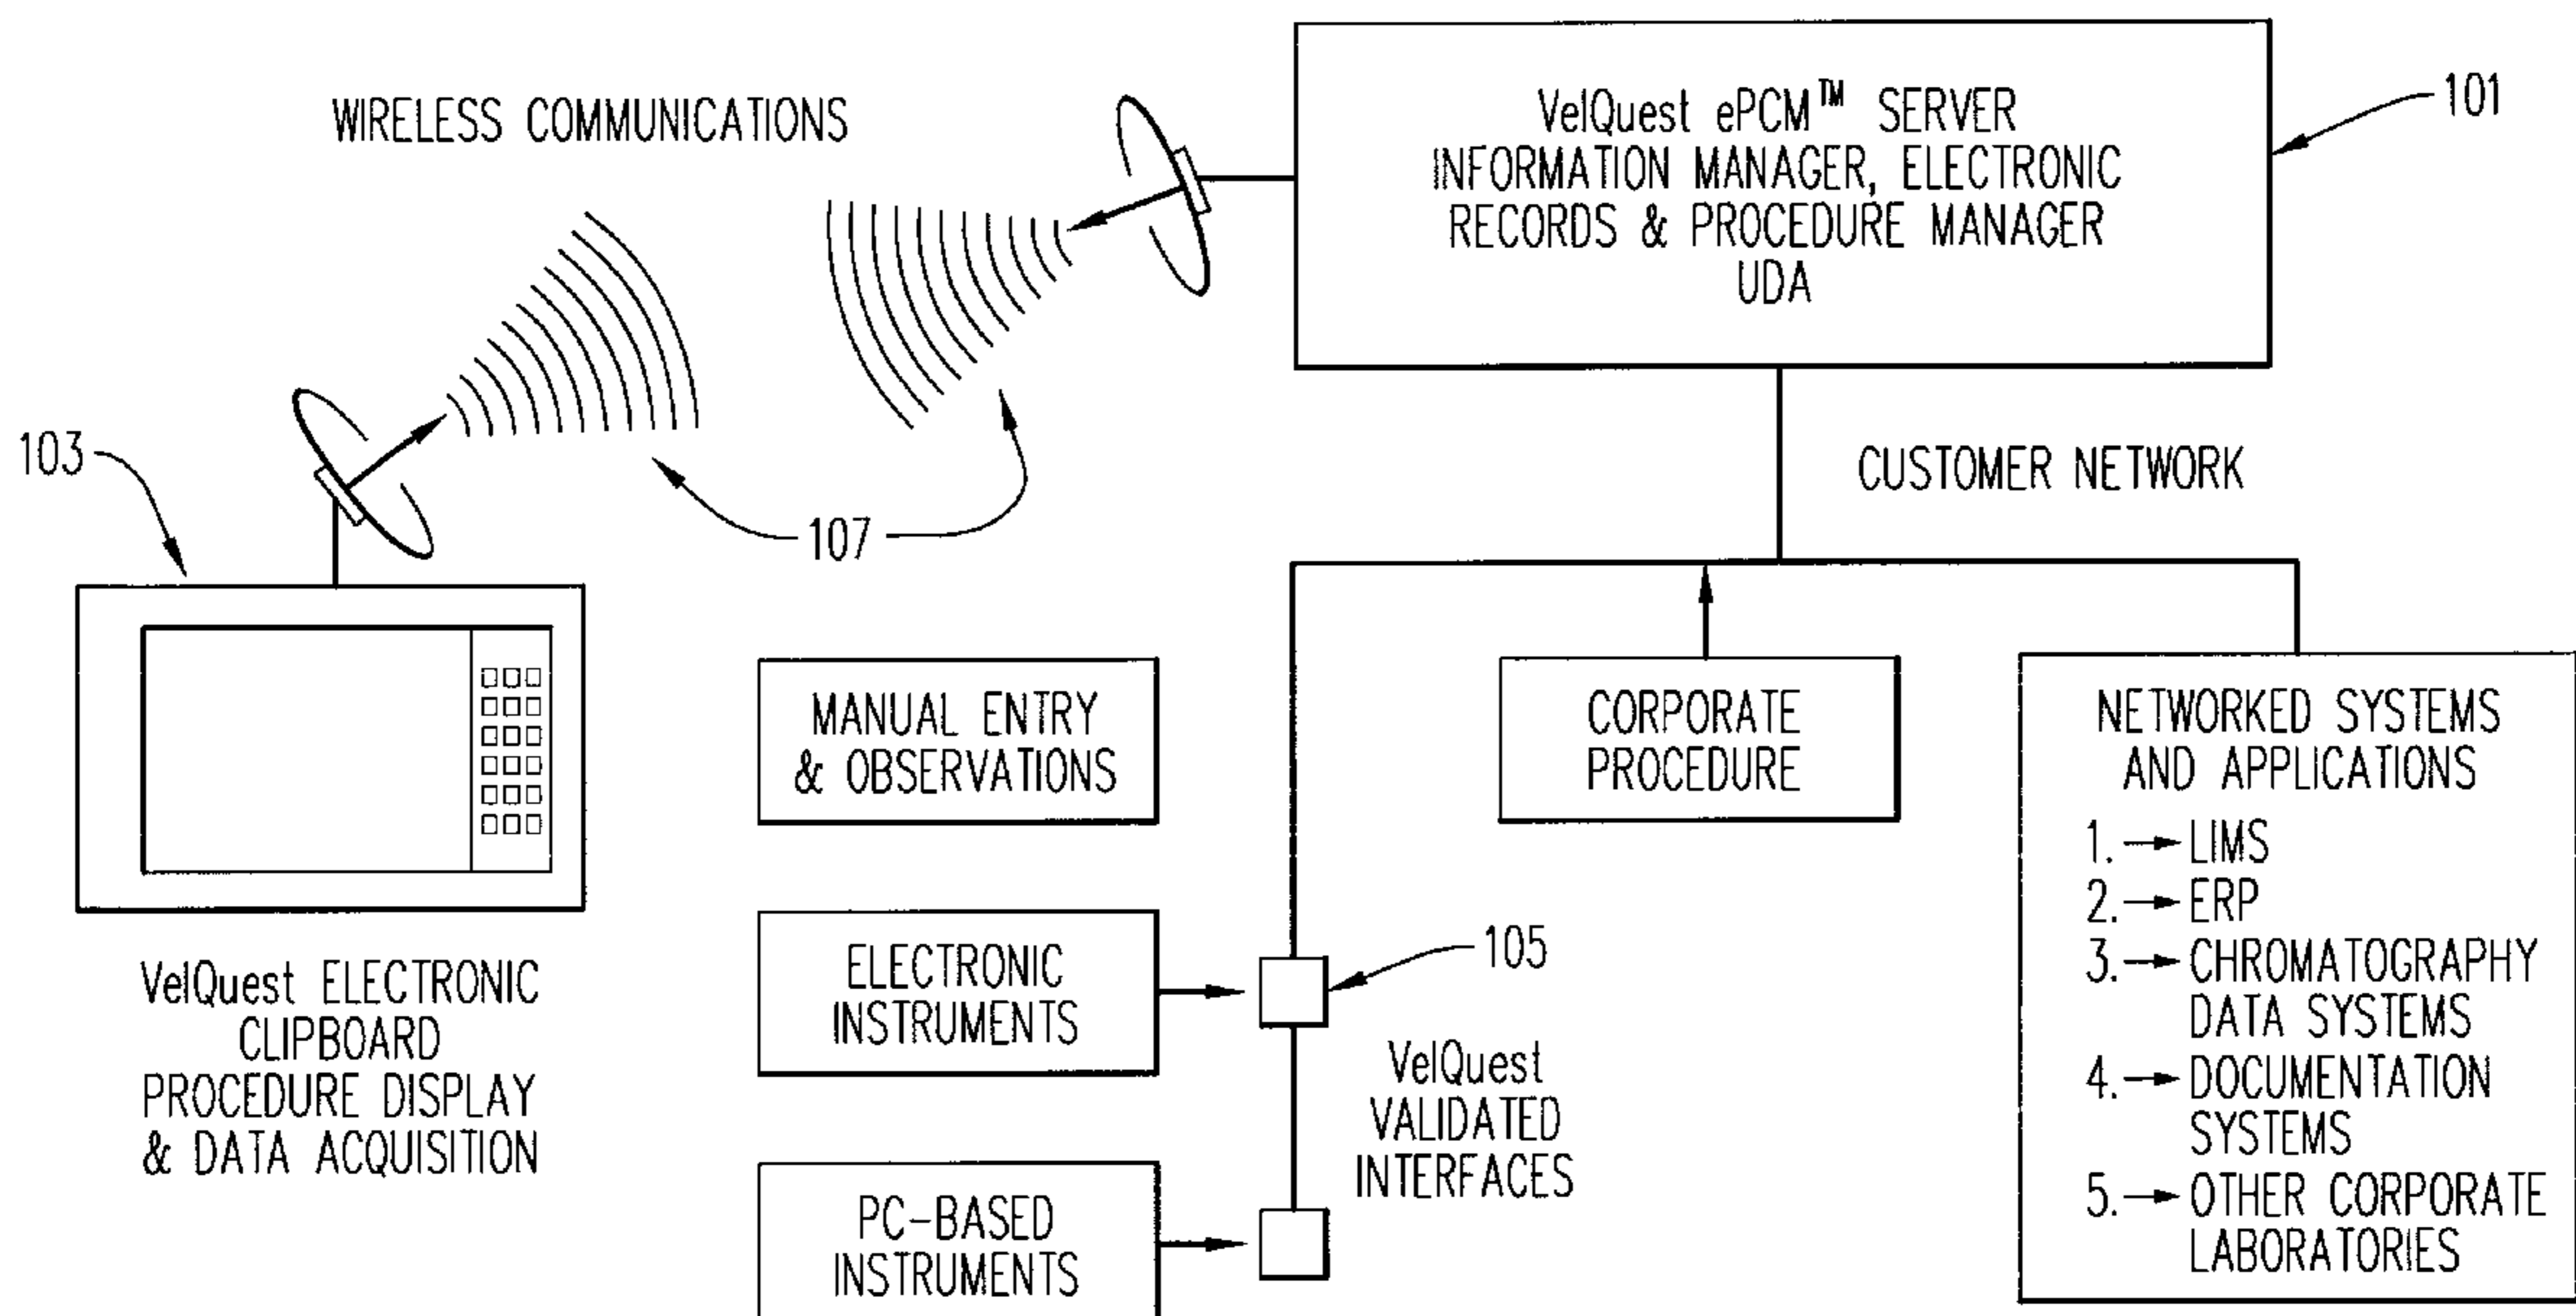 WIRELESS COMMUNICATIONS
VelQuest ePCM™ SERVER
INFORMATION MANAGER, ELECTRONIC
RECORDS & PROCEDURE MANAGER
UDA
101
103
107
CUSTOMER NETWORK
MANUAL ENTRY
& OBSERVATIONS
CORPORATE
PROCEDURE
NETWORKED SYSTEMS
AND APPLICATIONS
1. → LIMS
2. → ERP
3. → CHROMATOGRAPHY
DATA SYSTEMS
4. → DOCUMENTATION
SYSTEMS
5. → OTHER CORPORATE
LABORATORIES
VelQuest ELECTRONIC
CLIPBOARD
PROCEDURE DISPLAY
& DATA ACQUISITION
ELECTRONIC
INSTRUMENTS
105
VelQuest
VALIDATED
INTERFACES
PC-BASED
INSTRUMENTS